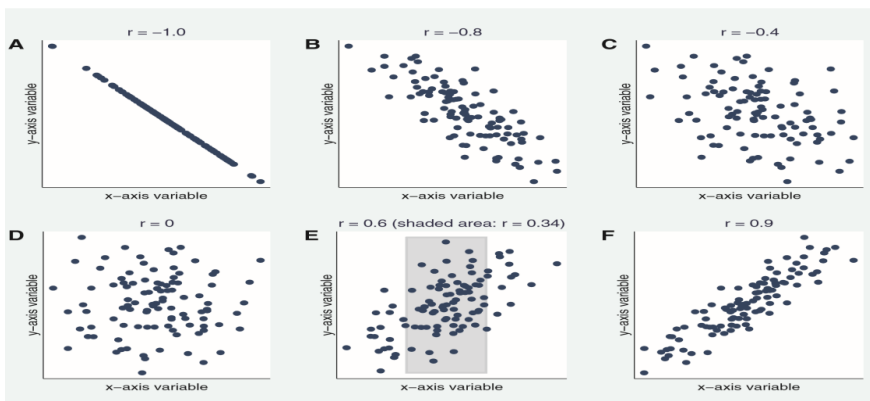 r = −1.0
r = −0.8
r = −0.4
A
B
C
y−axis variable
y−axis variable
y−axis variable
x−axis variable
x−axis variable
x−axis variable
r = 0
r = 0.6 (shaded area: r = 0.34)
r = 0.9
D
E
F
y−axis variable
y−axis variable
y−axis variable
x−axis variable
x−axis variable
x−axis variable